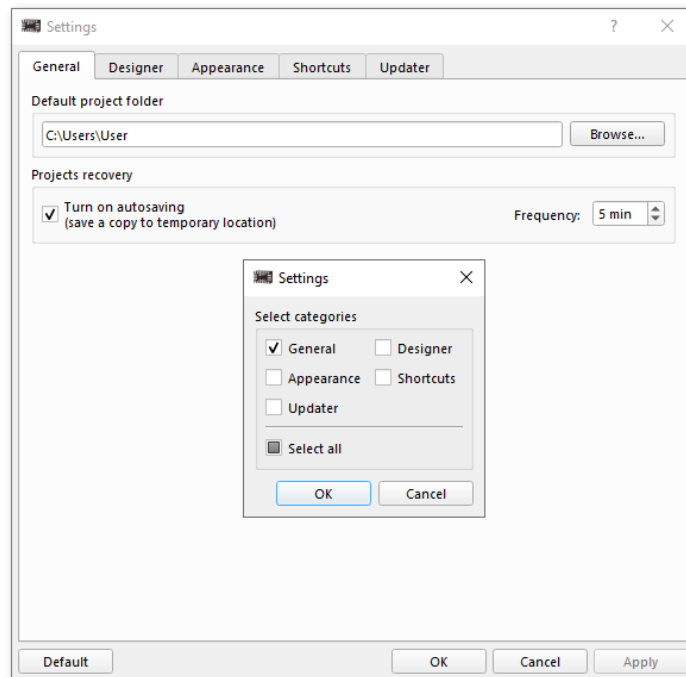 Settings
General Designer Appearance Shortcuts Updater
Default project folder
C:\Users\User Browse...
Projects recovery
Turn on autosaving
(save a copy to temporary location)
Frequency: 5 min
Settings
Select categories
General Designer
Appearance Shortcuts
Updater
Select all
OK Cancel
Default OK Cancel Apply